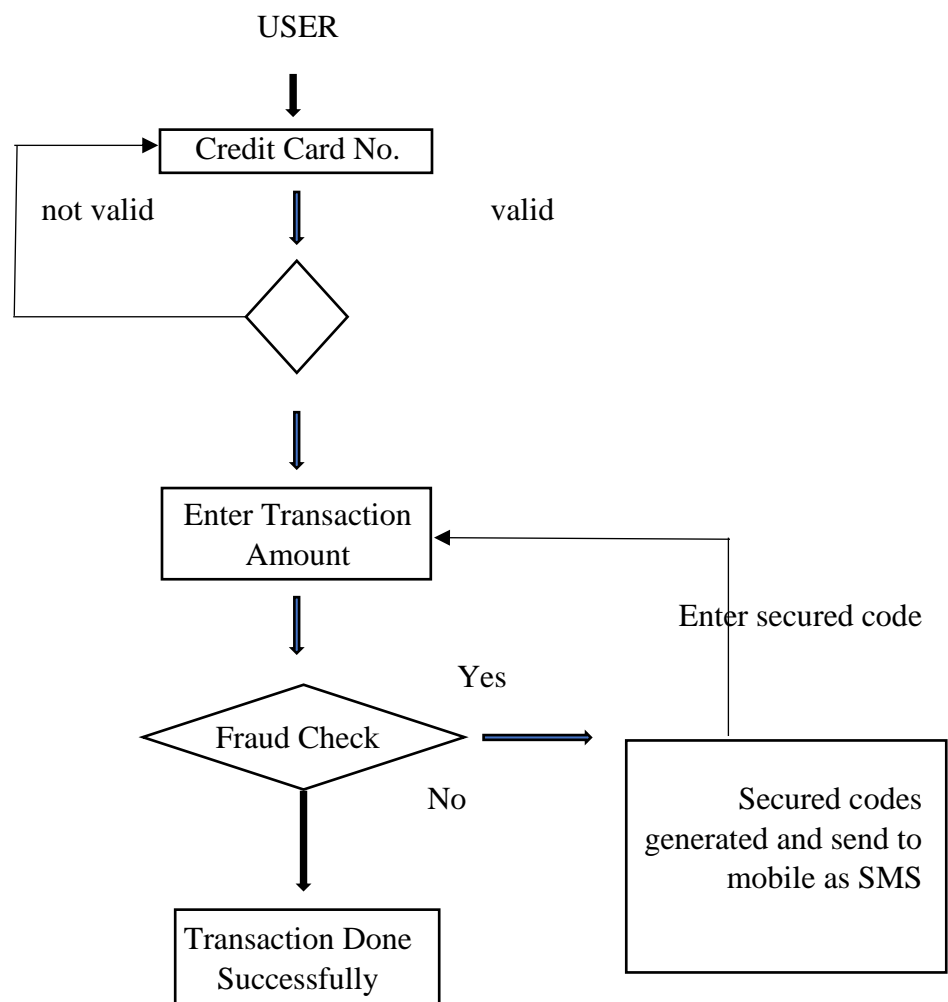 USER
Credit Card No.
not valid
valid
Enter Transaction
Amount
Enter secured code
Yes
Fraud Check
No
Secured codes
generated and send to
mobile as SMS
Transaction Done
Successfully